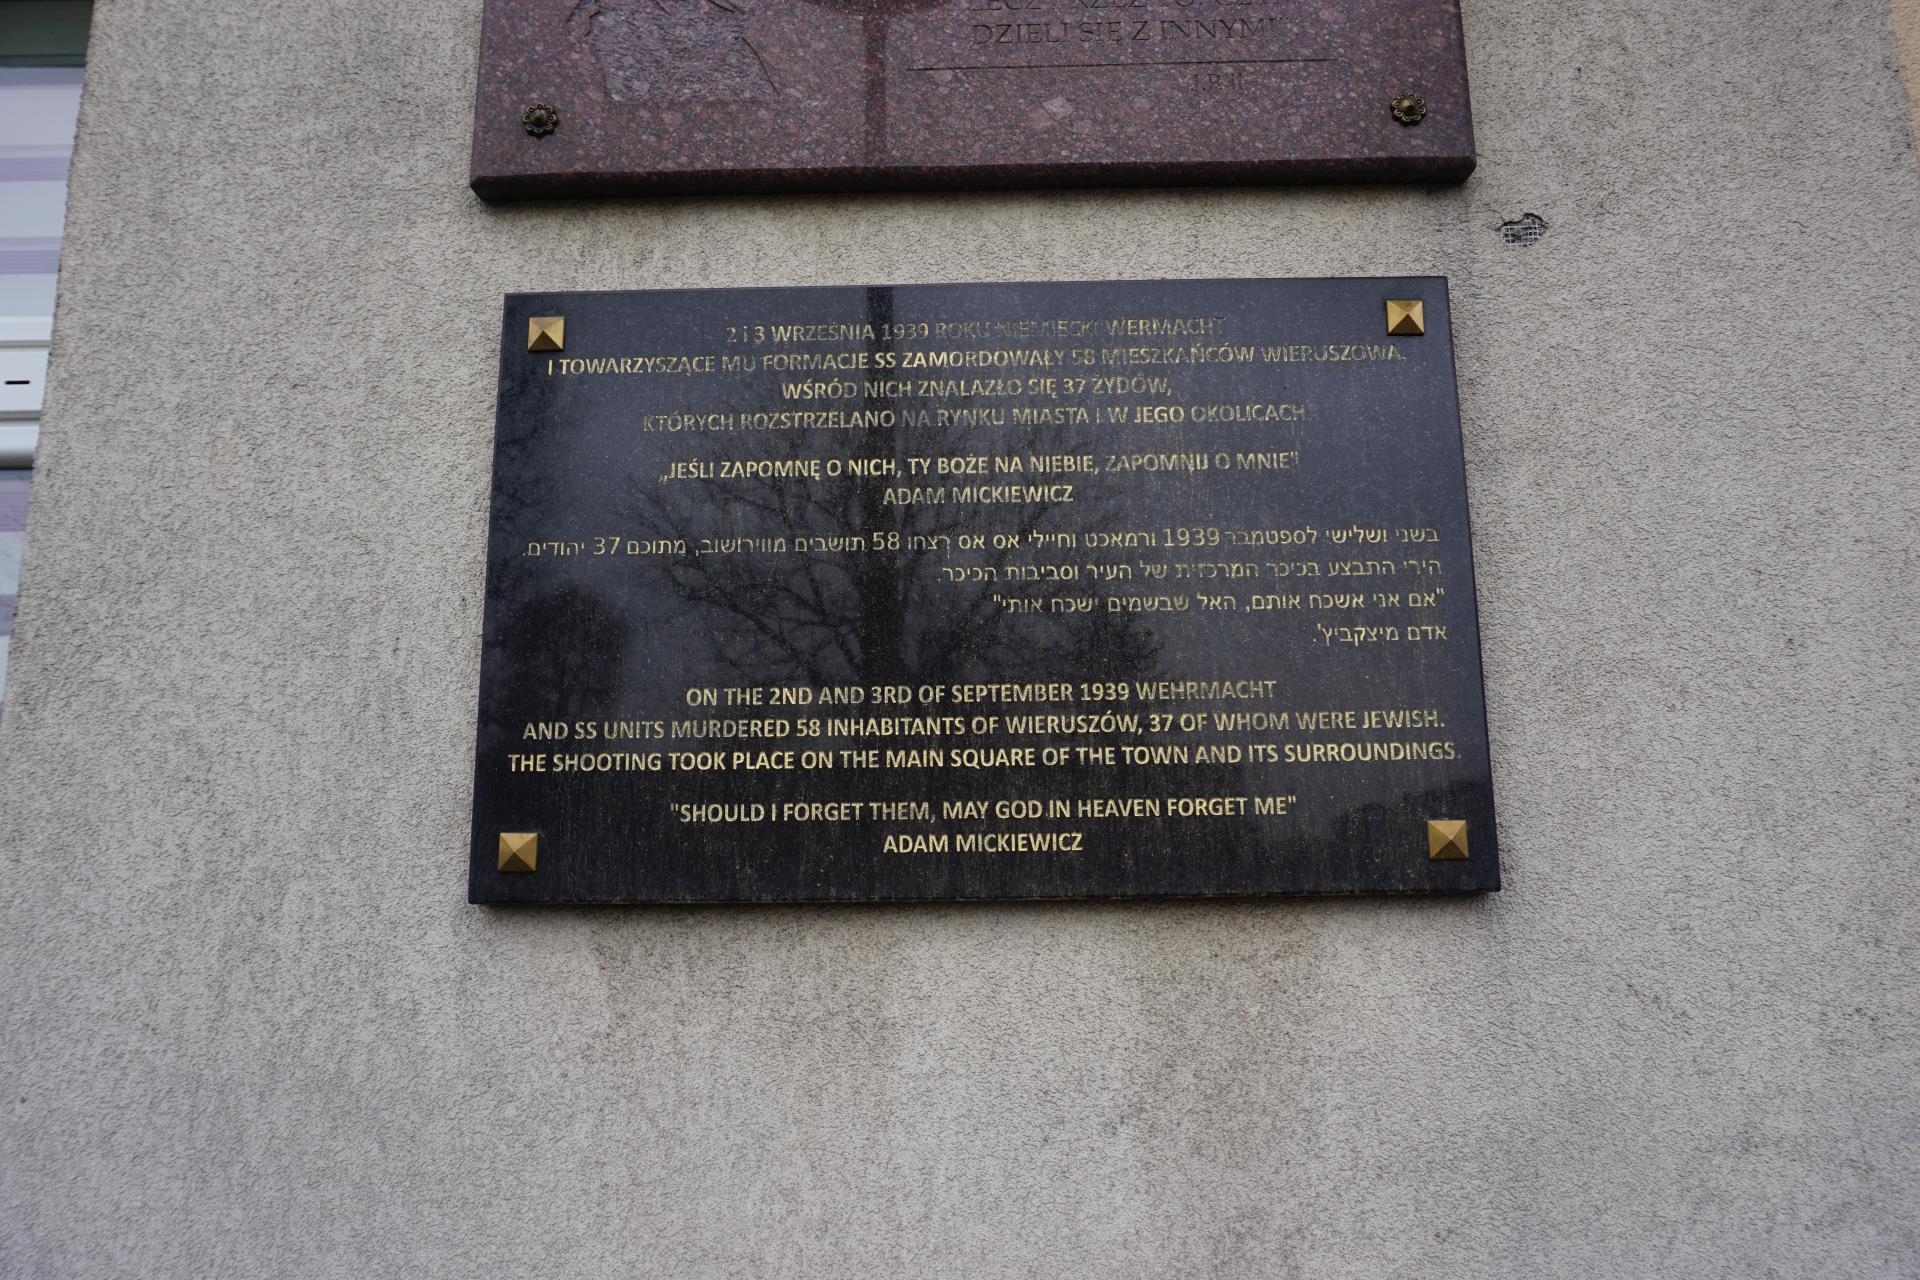 DZIELI SIĘ Z INNYMI"
J.P. II
2 i 3 WRZEŚNIA 1939 ROKU NIEMIECKI WERMACHT
I TOWARZYSZĄCE MU FORMACJE SS ZAMORDOWAŁY 58 MIESZKAŃCÓW WIERUSZOWA.
WŚRÓD NICH ZNALAZŁO SIĘ 37 ŻYDÓW,
KTÓRYCH ROZSTRZELANO NA RYNKU MIASTA I W JEGO OKOLICACH.
„JEŚLI ZAPOMNĘ O NICH, TY BOŻE NA NIEBIE, ZAPOMNIJ O MNIE"
ADAM MICKIEWICZ
בשני ושלישי לספטמבר 1939 ורמאכט וחיילי אס אס רצחו 58 תושבים מווירושוב, מתוכם 37 יהודים.
הירי התבצע בכיכר המרכזית של העיר וסביבות הכיכר.
"אם אני אשכח אותם, האל שבשמים ישכח אותי"
אדם מיצקביץ'.
ON THE 2ND AND 3RD OF SEPTEMBER 1939 WEHRMACHT
AND SS UNITS MURDERED 58 INHABITANTS OF WIERUSZÓW, 37 OF WHOM WERE JEWISH.
THE SHOOTING TOOK PLACE ON THE MAIN SQUARE OF THE TOWN AND ITS SURROUNDINGS.
"SHOULD I FORGET THEM, MAY GOD IN HEAVEN FORGET ME"
ADAM MICKIEWICZ